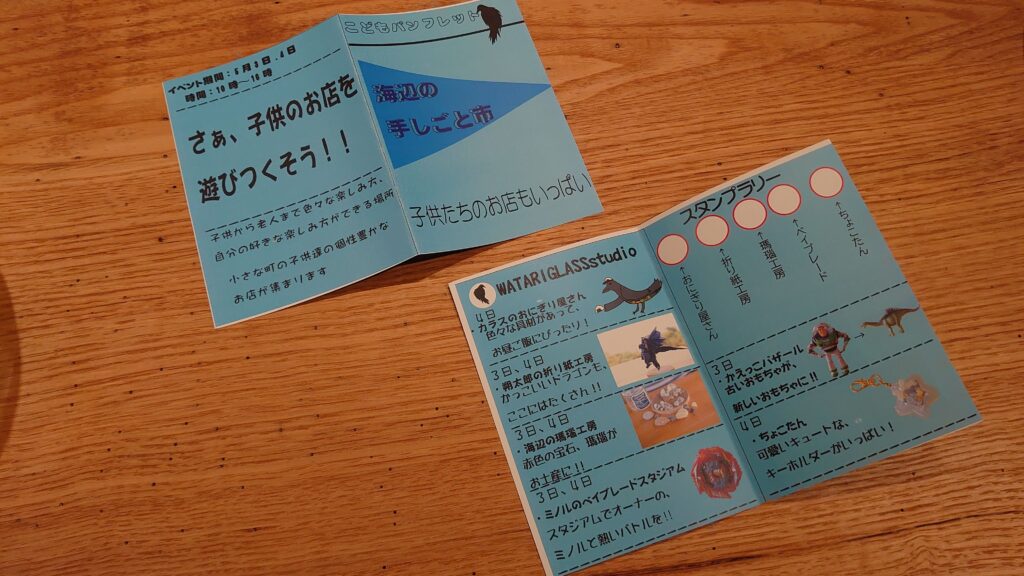 こどもパンフレット
海辺の
手しごと市
子供たちのお店もいっぱい
イベント期間：5月3日・4日
時間：10時～16時
さぁ、子供のお店を
遊びつくそう！！
子供から老人まで色々な楽しみ方、
自分の好きな楽しみ方ができる場所
小さな町の子供達の個性豊かな
お店が集まります
WATARIGLASSstudio
4日
・カラスのおにぎり屋さん
色々な具材があって、
お昼ご飯にぴったり！
3日、4日
・翔太郎の折り紙工房
かっこいいドラゴンも、
ここにはたくさん！！
3日、4日
・海辺の瑪瑙工房
赤色の宝石、瑪瑙が
お土産に！！
3日、4日
・ミノルのベイブレードスタジアム
スタジアムでオーナーの、
ミノルと熱いバトルを!!
スタンプラリー
↑おにぎり屋さん
↑折り紙工房
↑瑪瑙工房
↑ベイブレード
↑ちょこたん
3日
・かえっこバザール
古いおもちゃが、
新しいおもちゃに!!
→
4日
・ちょこたん
可愛いキュートな、
キーホルダーがいっぱい！